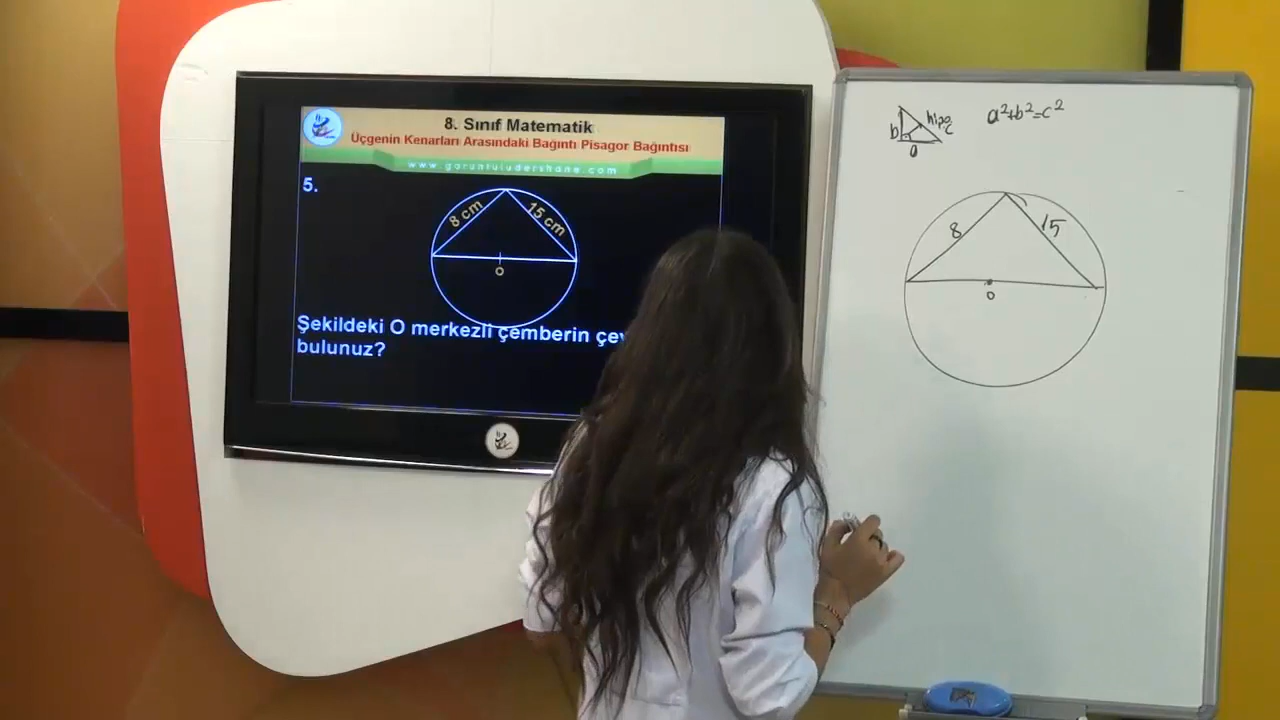 8. Sınıf Matematik
Üçgenin Kenarları Arasındaki Bağıntı Pisagor Bağıntısı
www.goruntuludershane.com
5.
8 cm
15 cm
O
Şekildeki O merkezli çemberin
bulunuz?
b
hipo
c
a
a²+b²=c²
8
15
O